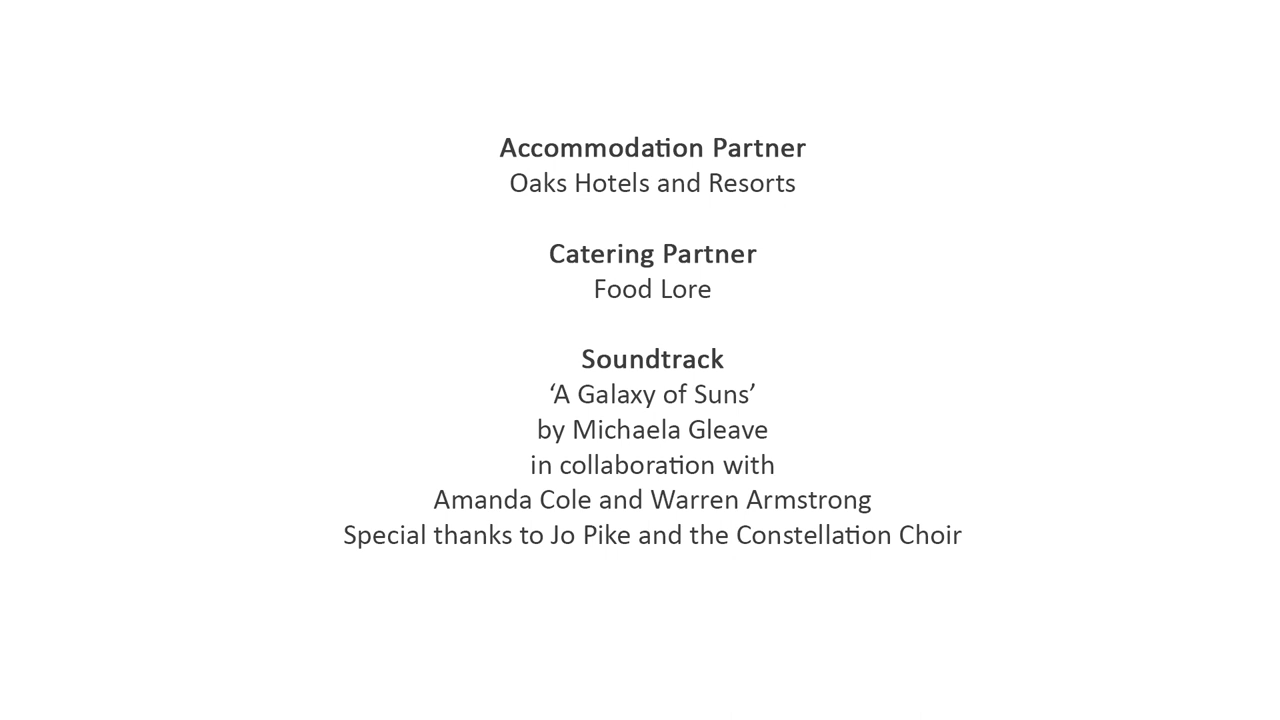 Accommodation Partner
Oaks Hotels and Resorts
Catering Partner
Food Lore
Soundtrack
‘A Galaxy of Suns’
by Michaela Gleave
in collaboration with
Amanda Cole and Warren Armstrong
Special thanks to Jo Pike and the Constellation Choir